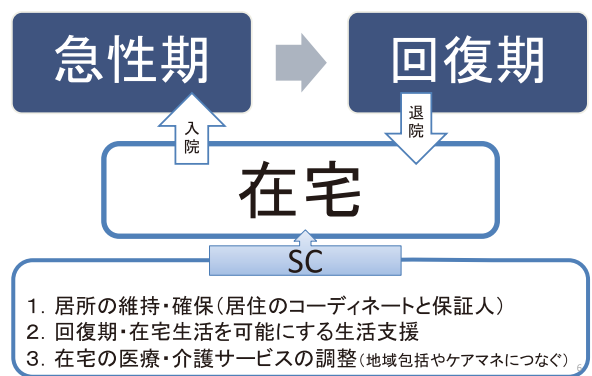 急性期
回復期
入院
退院
在宅
SC
1. 居所の維持・確保（居住のコーディネートと保証人）
2. 回復期・在宅生活を可能にする生活支援
3. 在宅の医療・介護サービスの調整（地域包括やケアマネにつなぐ）
6